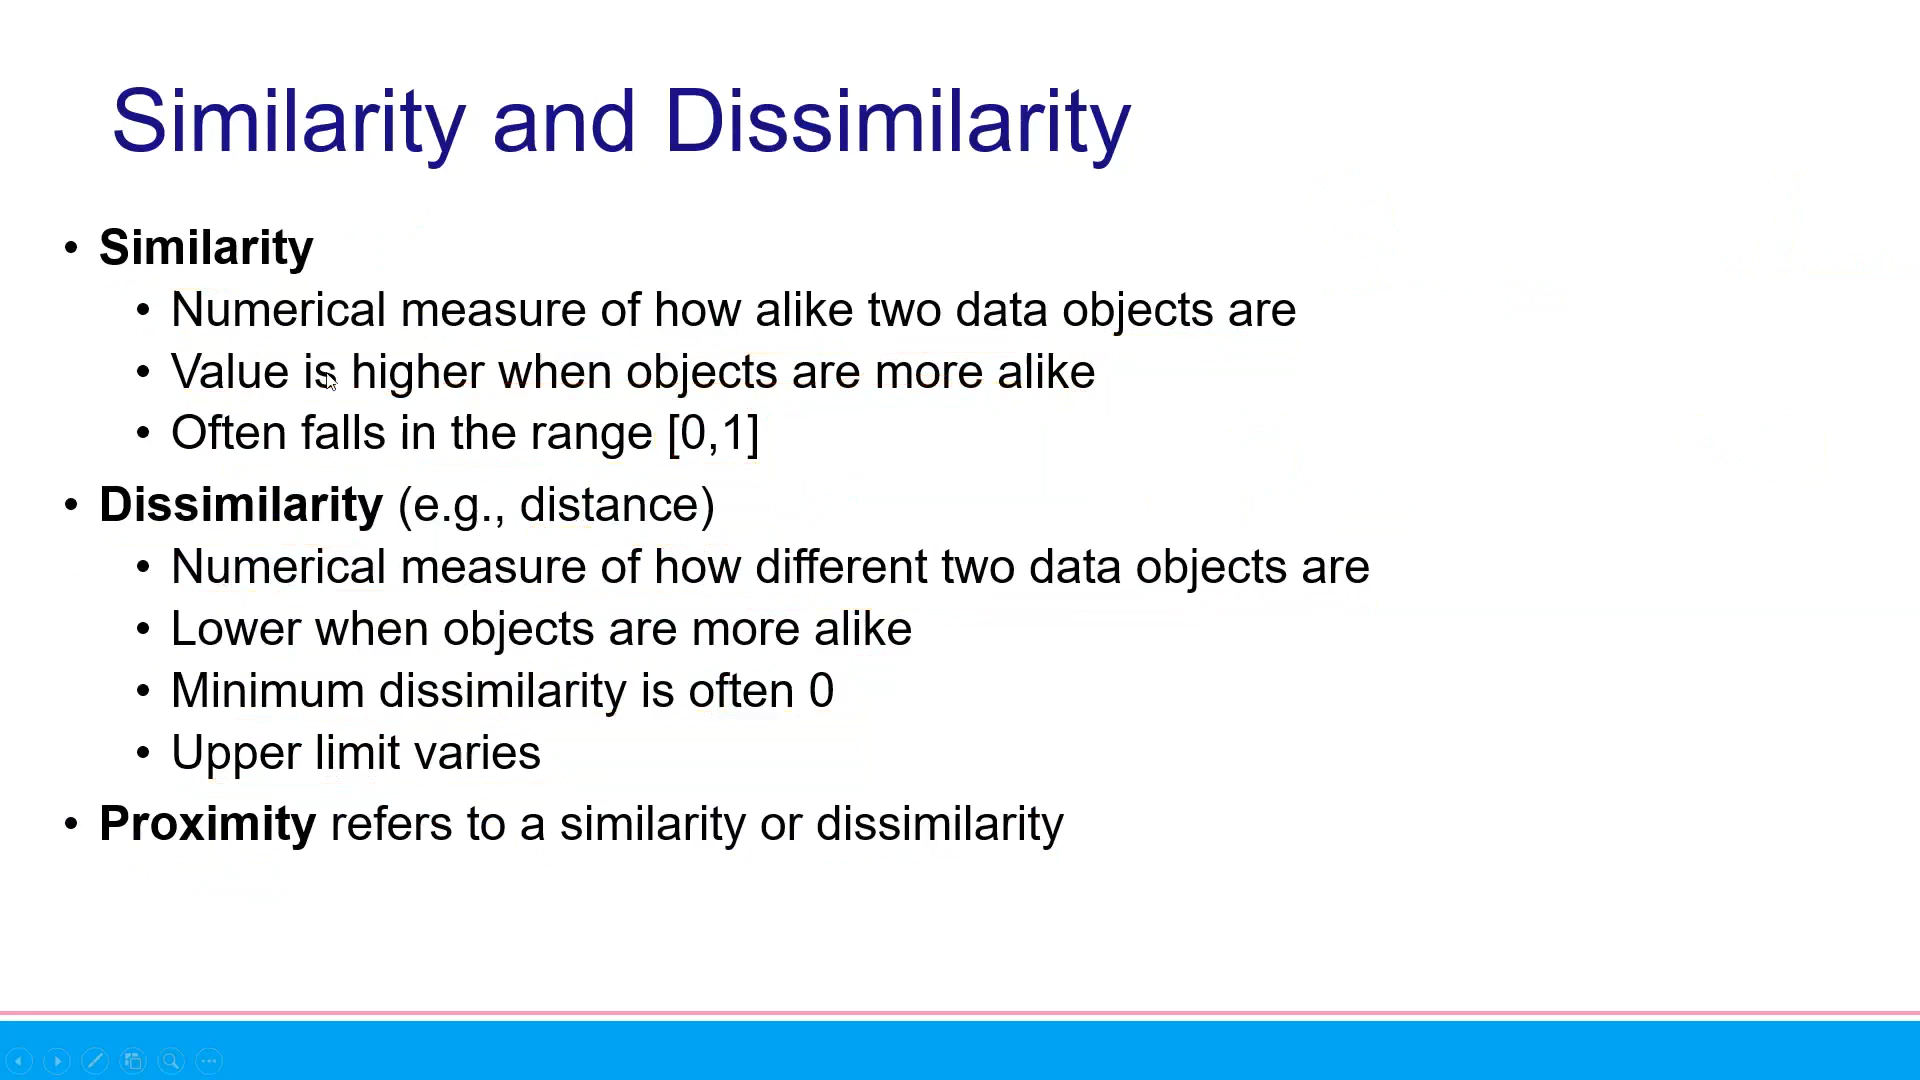 Similarity and Dissimilarity
• Similarity
• Numerical measure of how alike two data objects are
• Value is higher when objects are more alike
• Often falls in the range [0,1]
• Dissimilarity (e.g., distance)
• Numerical measure of how different two data objects are
• Lower when objects are more alike
• Minimum dissimilarity is often 0
• Upper limit varies
• Proximity refers to a similarity or dissimilarity